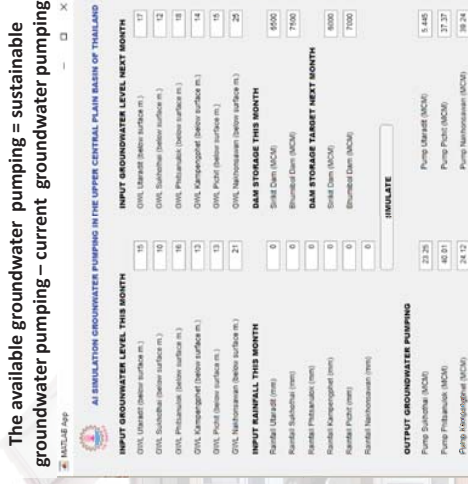 The available groundwater pumping = sustainable
groundwater pumping – current groundwater pumping
MATLAB App
AI SIMULATION GROUNWATER PUMPING IN THE UPPER CENTRAL PLAIN BASIN OF THAILAND
INPUT GROUNWATER LEVEL THIS MONTH
GWL Utaradit (below surface m.) 15
GWL Sukhothai (below surface m.) 10
GWL Phitsanulok (below surface m.) 16
GWL Kampengphet (below surface m.) 13
GWL Pichit (below surface m.) 13
GWL Nakhonsawan (below surface m.) 21
INPUT RAINFALL THIS MONTH
Rainfall Utaradit (mm) 0
Rainfall Sukhothai (mm) 0
Rainfall Phitsanulok (mm) 0
Rainfall Kampengphet (mm) 0
Rainfall Pichit (mm) 0
Rainfall Nakhonsawan (mm) 0
INPUT GROUNDWATER LEVEL NEXT MONTH
GWL Utaradit (below surface m.) 17
GWL Sukhothai (below surface m.) 12
GWL Phitsanulok (below surface m.) 18
GWL Kampengphet (below surface m.) 14
GWL Pichit (below surface m.) 15
GWL Nakhonsawan (below surface m.) 25
DAM STORAGE THIS MONTH
Sirikit Dam (MCM) 6500
Bhumibol Dam (MCM) 7500
DAM STORAGE TARGET NEXT MONTH
Sirikit Dam (MCM) 6000
Bhumibol Dam (MCM) 7000
SIMULATE
OUTPUT GROUNDWATER PUMPING
Pump Sukhothai (MCM) 23.25
Pump Phitsanulok (MCM) 40.01
Pump Kampengphet (MCM) 24.12
Pump Utaradit (MCM) 5.445
Pump Pichit (MCM) 37.37
Pump Nakhonsawan (MCM) 39.24